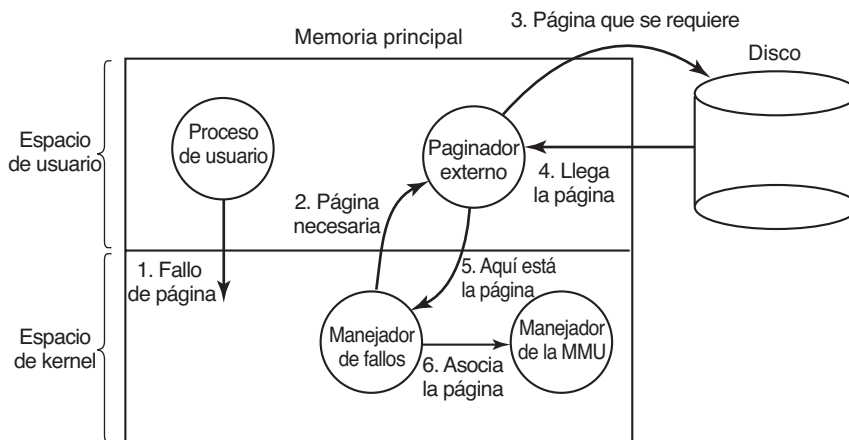 3. Página que se requiere
Memoria principal
Disco
Espacio
de usuario
Proceso
de usuario
Paginador
externo
4. Llega
la página
2. Página
necesaria
1. Fallo
de página
5. Aquí está
la página
Espacio
de kernel
Manejador
de fallos
6. Asocia
la página
Manejador
de la MMU